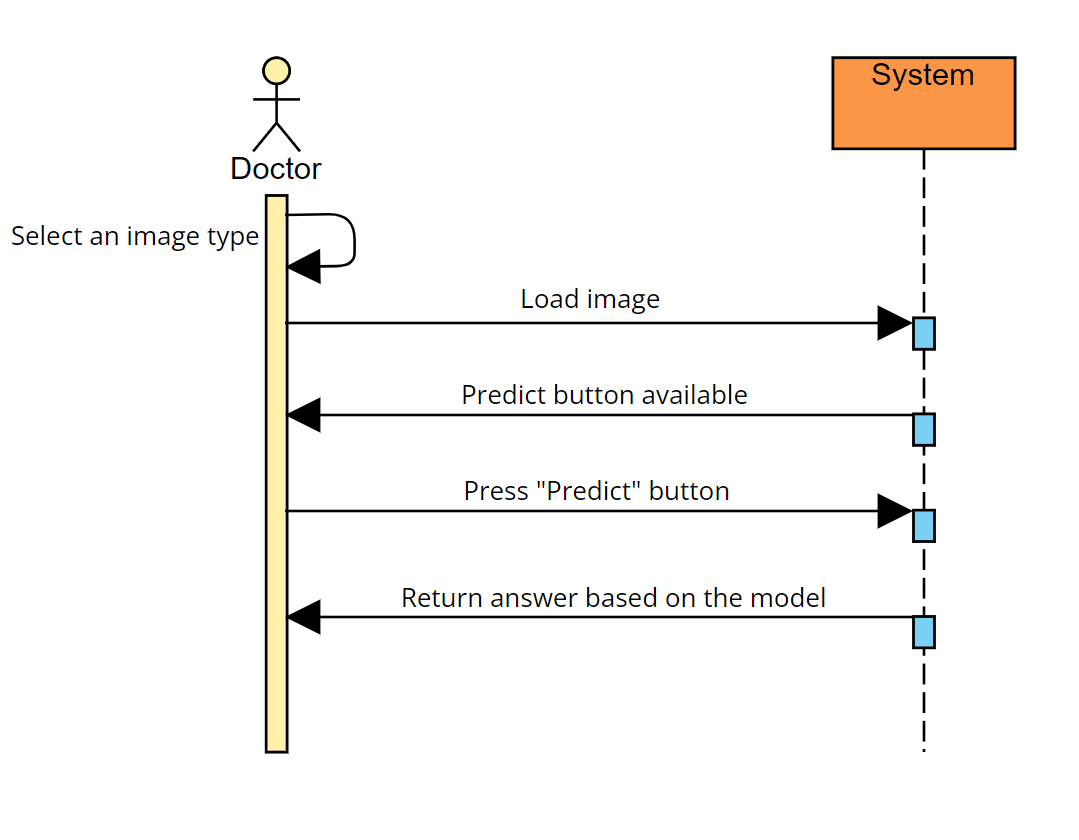 System
Doctor
Select an image type
Load image
Predict button available
Press "Predict" button
Return answer based on the model